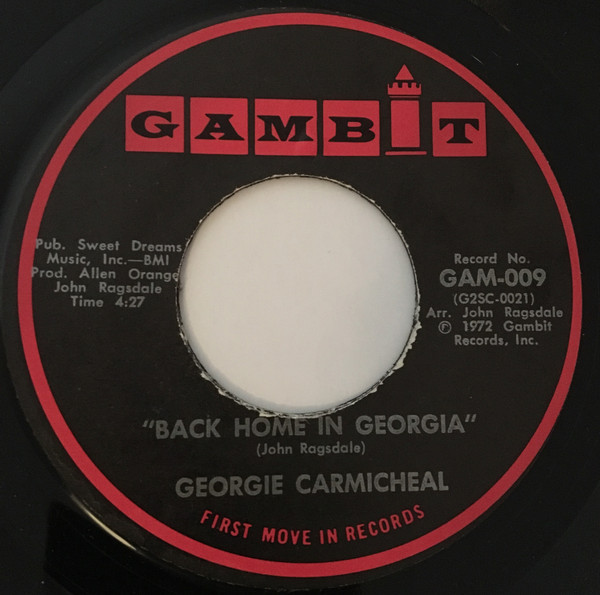 GAMBIT
Pub. Sweet Dreams
Music, Inc.—BMI
Prod. Allen Orange
John Ragsdale
Time 4:27
Record No.
GAM-009
(G2SC-0021)
Arr. John Ragsdale
℗ 1972 Gambit
Records, Inc.
"BACK HOME IN GEORGIA"
(John Ragsdale)
GEORGIE CARMICHEAL
FIRST MOVE IN RECORDS